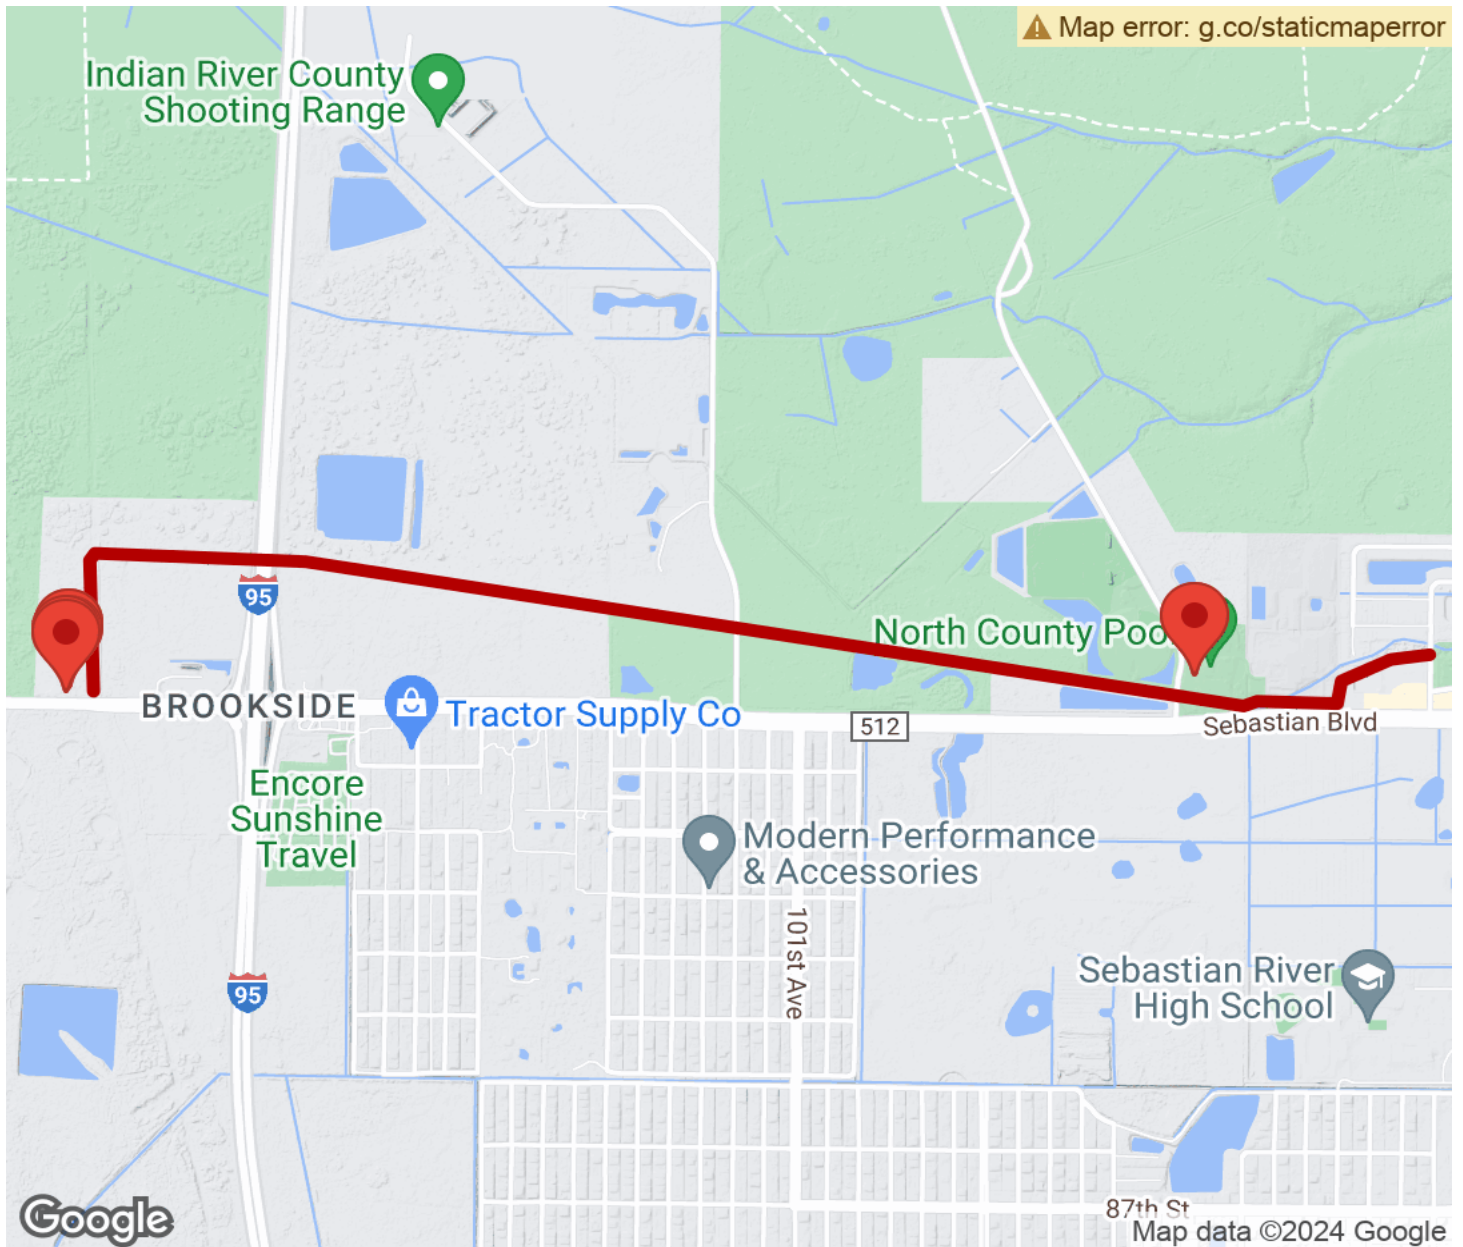 Map error: g.co/staticmaperror
Indian River County
Shooting Range
95
North County Poo
BROOKSIDE
Tractor Supply Co
512
Sebastian Blvd
Encore
Sunshine
Travel
Modern Performance
& Accessories
101st Ave
Sebastian River
High School
95
87th St
Google
Map data ©2024 Google